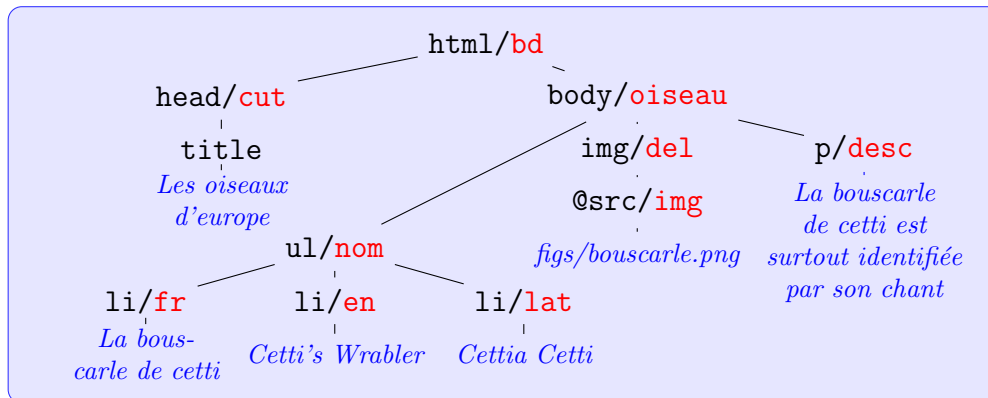 html/bd
head/cut
body/oiseau
title
img/del
p/desc
Les oiseaux
d'europe
@src/img
La bouscarle
de cetti est
surtout identifiée
par son chant
ul/nom
figs/bouscarle.png
li/fr
li/en
li/lat
La bous-
carle de cetti
Cetti's Wrabler
Cettia Cetti